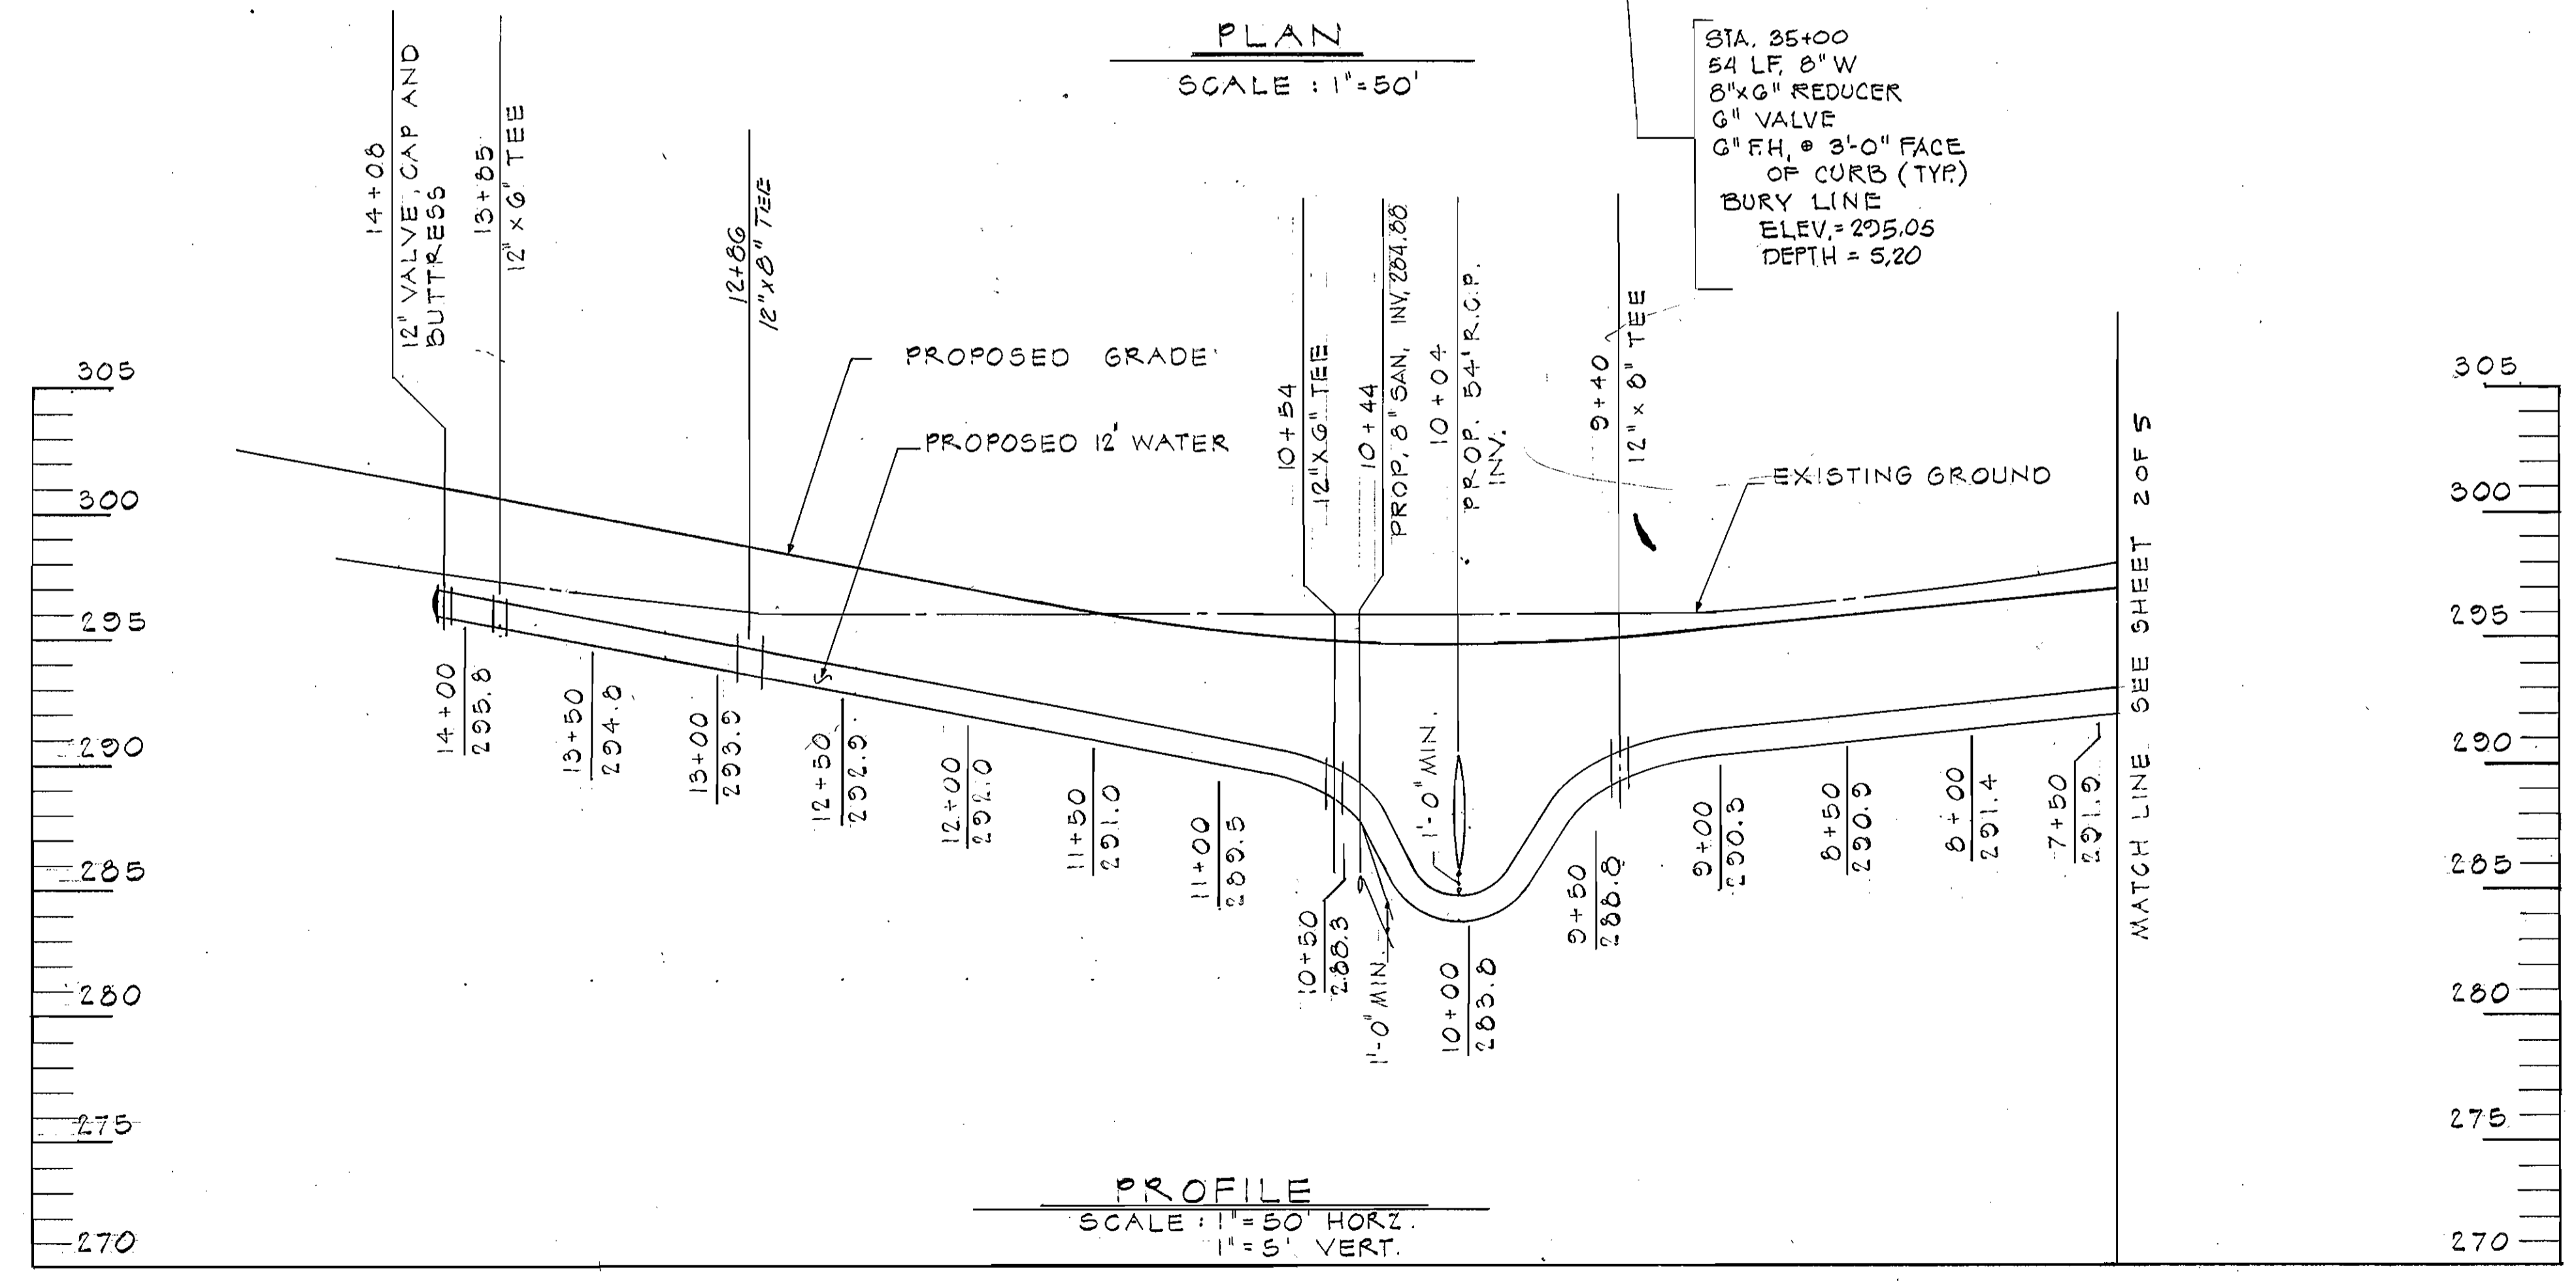 PLAN
SCALE : 1"=50'
STA. 35+00
54 LF, 8" W
8"x6" REDUCER
6" VALVE
6" F.H. @ 3'-0" FACE
OF CURB (TYP.)
BURY LINE
ELEV.= 295.05
DEPTH = 5.20
14+08
12" VALVE, CAP AND
BUTTRESS
13+85
12" x 6" TEE
12+86
12"x8" TEE
PROPOSED GRADE
PROPOSED 12" WATER
10+54
12"x6" TEE
10+44
PROP. 8" SAN. INV. 284.88
10+04
PROP. 54" R.C.P.
INV.
9+40
12" x 8" TEE
EXISTING GROUND
MATCH LINE SEE SHEET 2 OF 5
305
300
295
290
285
280
275
270
14+00
295.8
13+50
294.8
13+00
293.9
12+50
292.9
12+00
292.0
11+50
291.0
11+00
289.5
10+50
288.3
1'-0" MIN.
1'-0" MIN.
10+00
283.8
9+50
288.8
9+00
290.3
8+50
290.9
8+00
291.4
7+50
291.9
305
300
295
290
285
280
275
270
PROFILE
SCALE : 1"=50' HORZ.
1"=5' VERT.